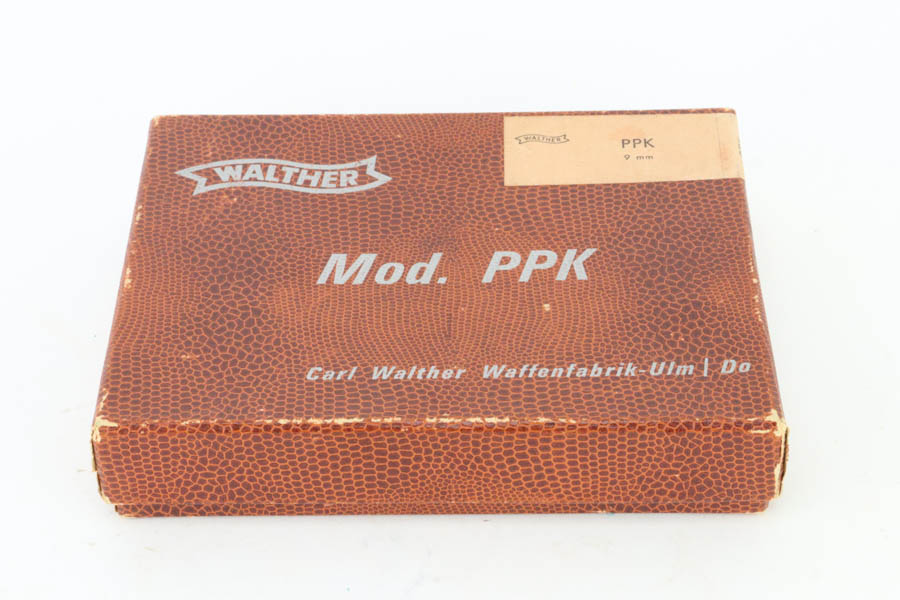 WALTHER
WALTHER
PPK
9 mm
Mod. PPK
Carl Walther Waffenfabrik-Ulm | Do